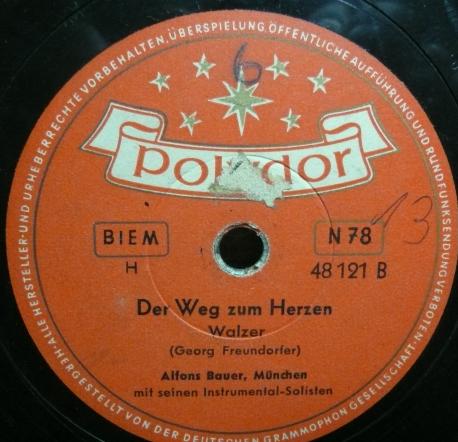 ALLE HERSTELLER- UND URHEBERRECHTE VORBEHALTEN, ÜBERSPIELUNG, ÖFFENTLICHE AUFFÜHRUNG UND RUNDFUNKSENDUNG VERBOTEN.
6
Polydor
BIEM
N 78
13
H
48 121 B
Der Weg zum Herzen
Walzer
(Georg Freundorfer)
Alfons Bauer, München
mit seinen Instrumental-Solisten
HERGESTELLT VON DER DEUTSCHEN GRAMMOPHON GESELLSCHAFT.